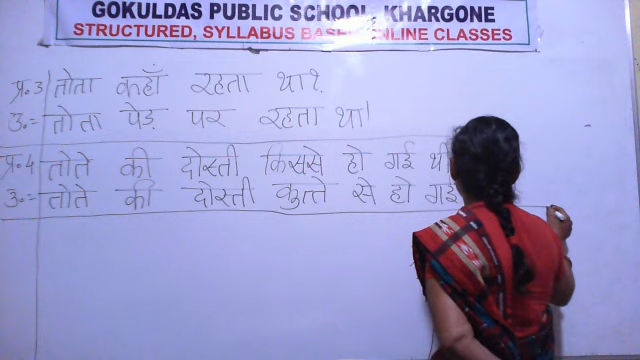 GOKULDAS PUBLIC SCHOOL, KHARGONE
STRUCTURED, SYLLABUS BASED ONLINE CLASSES
प्र.3 तोता कहाँ रहता था?
उ.= तोता पेड़ पर रहता था।
प्र.4 तोते की दोस्ती किससे हो गई थी
उ.- तोते की दोस्ती कुत्ते से हो गई